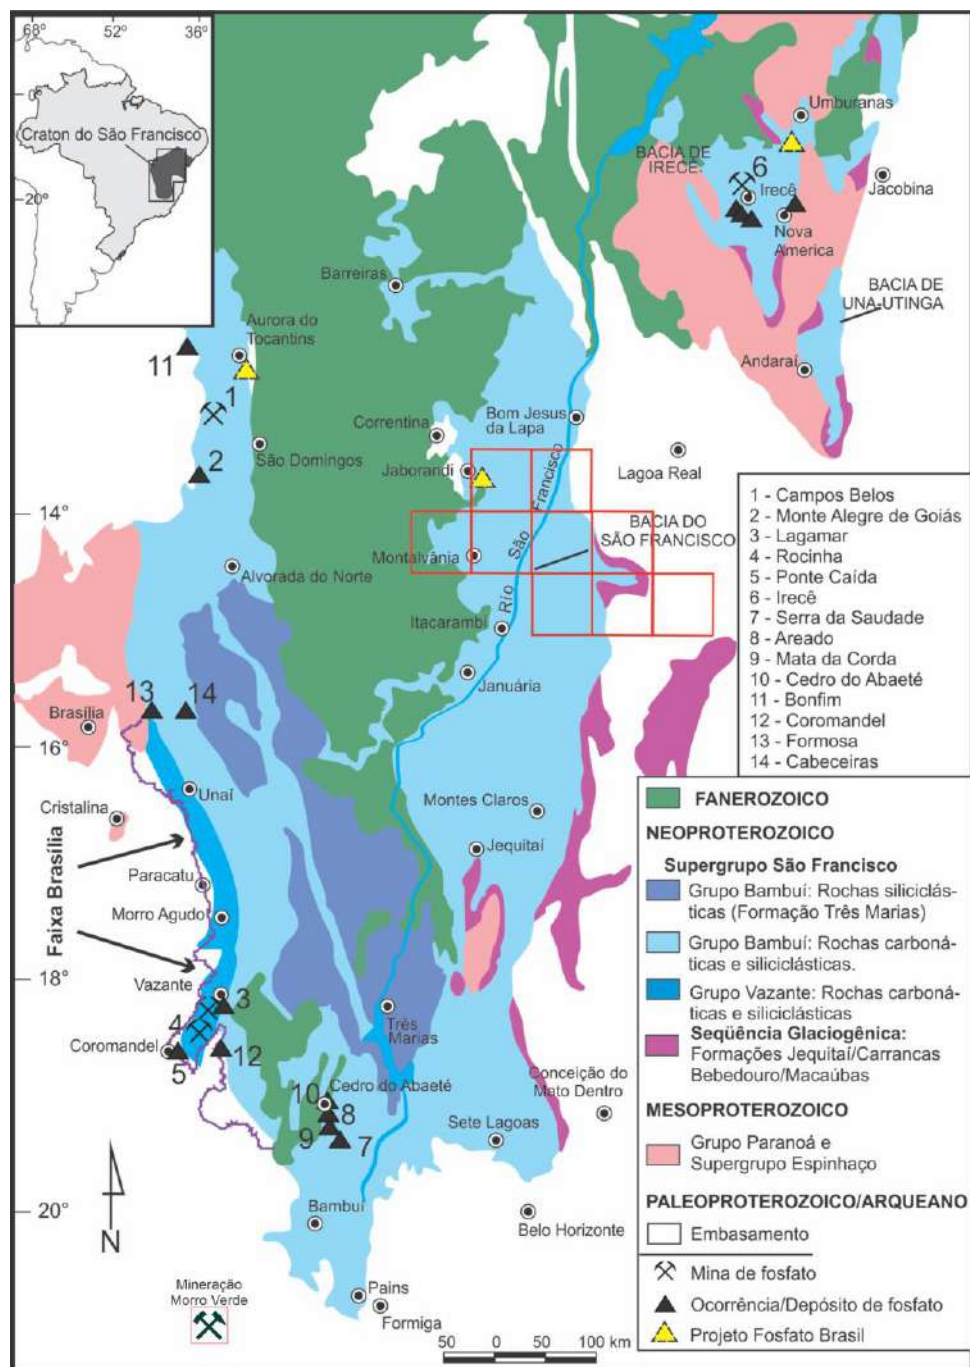 68°
52°
36°
0°
Craton do São Francisco
20°
Umburanas
BACIA DE
IRECÊ
6
Irecê
Jacobina
Nova
America
Barreiras
BACIA DE
UNA-UTINGA
Aurora do
Tocantins
11
Andaraí
1
Correntina
Bom Jesus
da Lapa
São Domingos
2
Jaborandi
Lagoa Real
14°
Rio São Francisco
BACIA DO
SÃO FRANCISCO
Montalvânia
Alvorada do Norte
Itacarambí
Januária
13
14
Brasília
16°
Unaí
Cristalina
Montes Claros
Jequitaí
Faixa Brasília
Paracatu
Morro Agudo
18°
Vazante
3
4
Três
Marias
Coromandel
5
12
Conceição do
Mato Dentro
10
Cedro do Abaeté
8
9
7
Sete Lagoas
20°
Bambuí
Belo Horizonte
N
Mineração
Morro Verde
Pains
Formiga
50
0
50
100 km
1 - Campos Belos
2 - Monte Alegre de Goiás
3 - Lagamar
4 - Rocinha
5 - Ponte Caída
6 - Irecê
7 - Serra da Saudade
8 - Areado
9 - Mata da Corda
10 - Cedro do Abaeté
11 - Bonfim
12 - Coromandel
13 - Formosa
14 - Cabeceiras
FANEROZOICO
NEOPROTEROZOICO
Supergrupo São Francisco
Grupo Bambuí: Rochas siliciclás-
ticas (Formação Três Marias)
Grupo Bambuí: Rochas carboná-
ticas e siliciclásticas.
Grupo Vazante: Rochas carboná-
ticas e siliciclásticas
Seqüência Glaciogênica:
Formações Jequitaí/Carrancas
Bebedouro/Macaúbas
MESOPROTEROZOICO
Grupo Paranoá e
Supergrupo Espinhaço
PALEOPROTEROZOICO/ARQUEANO
Embasamento
Mina de fosfato
Ocorrência/Depósito de fosfato
Projeto Fosfato Brasil